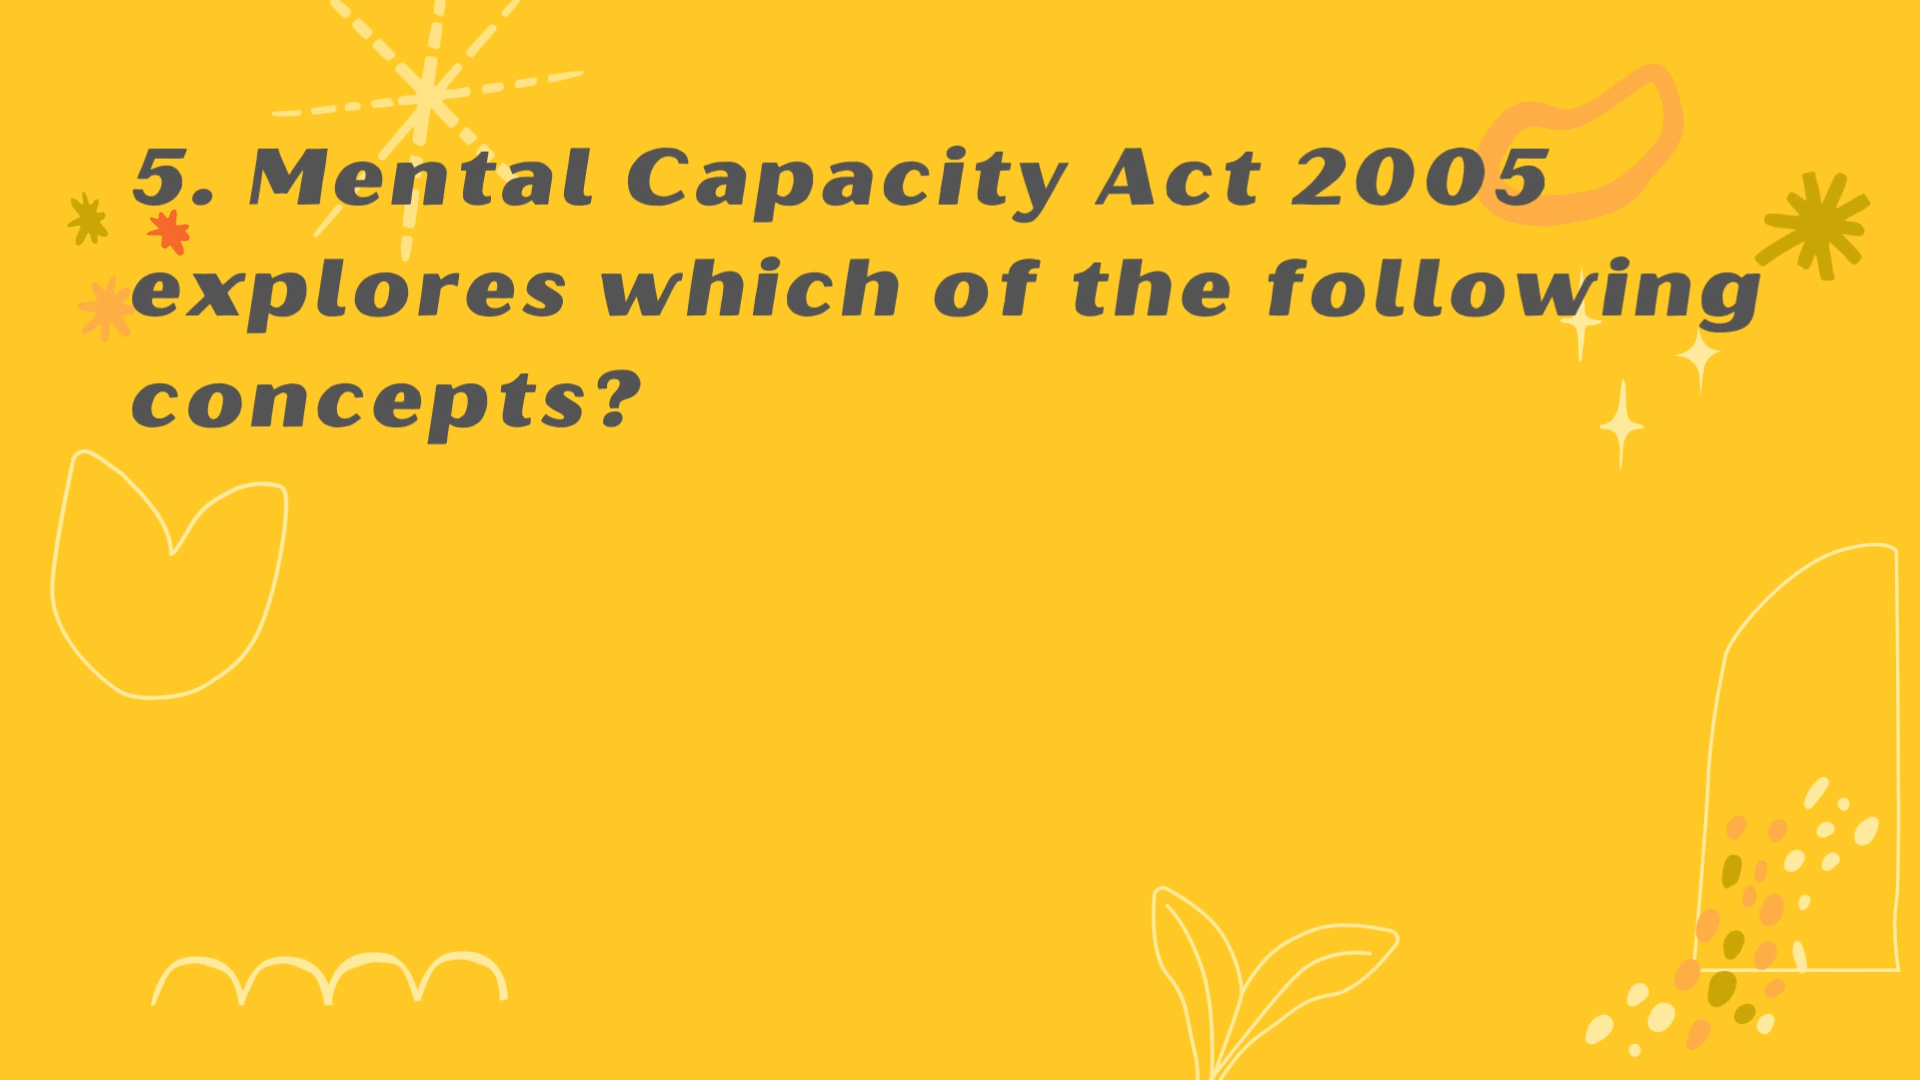 5. Mental Capacity Act 2005
explores which of the following
concepts?